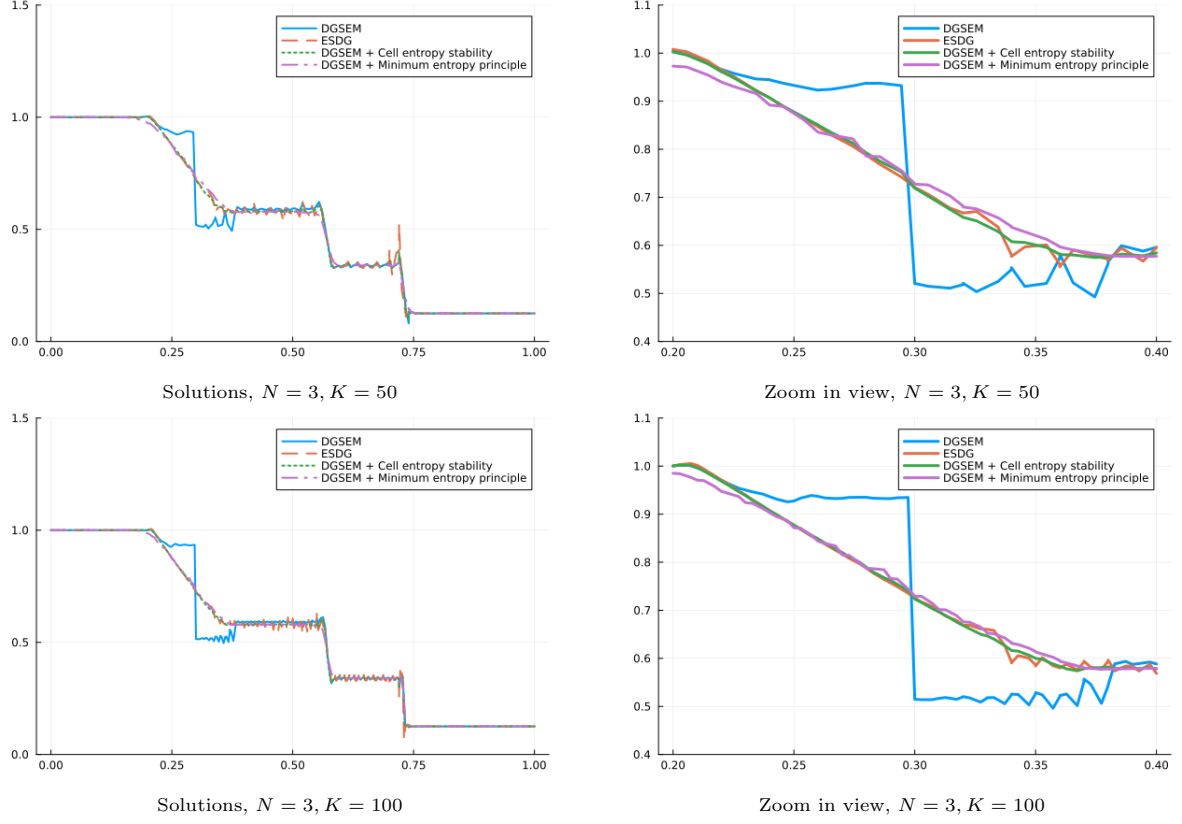 1.5
1.0
0.5
0.0
DGSEM
ESDG
DGSEM + Cell entropy stability
DGSEM + Minimum entropy principle
0.00 0.25 0.50 0.75 1.00
Solutions, N = 3, K = 50
1.1
1.0
0.9
0.8
0.7
0.6
0.5
0.4
DGSEM
ESDG
DGSEM + Cell entropy stability
DGSEM + Minimum entropy principle
0.20 0.25 0.30 0.35 0.40
Zoom in view, N = 3, K = 50
1.5
1.0
0.5
0.0
DGSEM
ESDG
DGSEM + Cell entropy stability
DGSEM + Minimum entropy principle
0.00 0.25 0.50 0.75 1.00
Solutions, N = 3, K = 100
1.1
1.0
0.9
0.8
0.7
0.6
0.5
0.4
DGSEM
ESDG
DGSEM + Cell entropy stability
DGSEM + Minimum entropy principle
0.20 0.25 0.30 0.35 0.40
Zoom in view, N = 3, K = 100